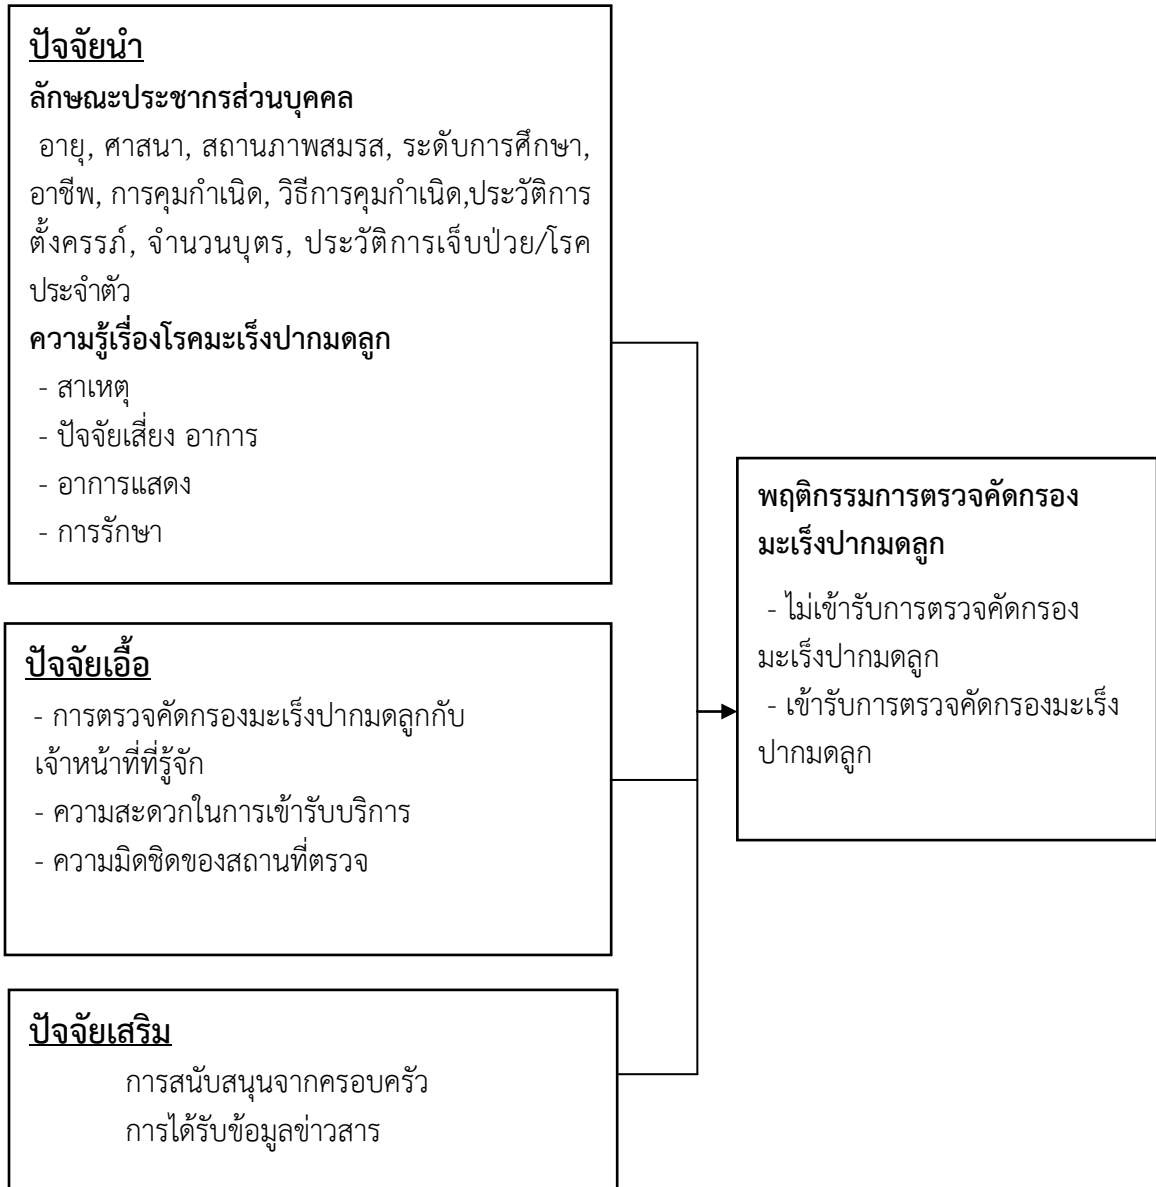 ปัจจัยนำ
ลักษณะประชากรส่วนบุคคล
อายุ, ศาสนา, สถานภาพสมรส, ระดับการศึกษา,
อาชีพ, การคุมกำเนิด, วิธีการคุมกำเนิด,ประวัติการ
ตั้งครรภ์, จำนวนบุตร, ประวัติการเจ็บป่วย/โรค
ประจำตัว
ความรู้เรื่องโรคมะเร็งปากมดลูก
- สาเหตุ
- ปัจจัยเสี่ยง อาการ
- อาการแสดง
- การรักษา
ปัจจัยเอื้อ
- การตรวจคัดกรองมะเร็งปากมดลูกกับ
เจ้าหน้าที่ที่รู้จัก
- ความสะดวกในการเข้ารับบริการ
- ความมิดชิดของสถานที่ตรวจ
ปัจจัยเสริม
การสนับสนุนจากครอบครัว
การได้รับข้อมูลข่าวสาร
พฤติกรรมการตรวจคัดกรอง
มะเร็งปากมดลูก
- ไม่เข้ารับการตรวจคัดกรอง
มะเร็งปากมดลูก
- เข้ารับการตรวจคัดกรองมะเร็ง
ปากมดลูก